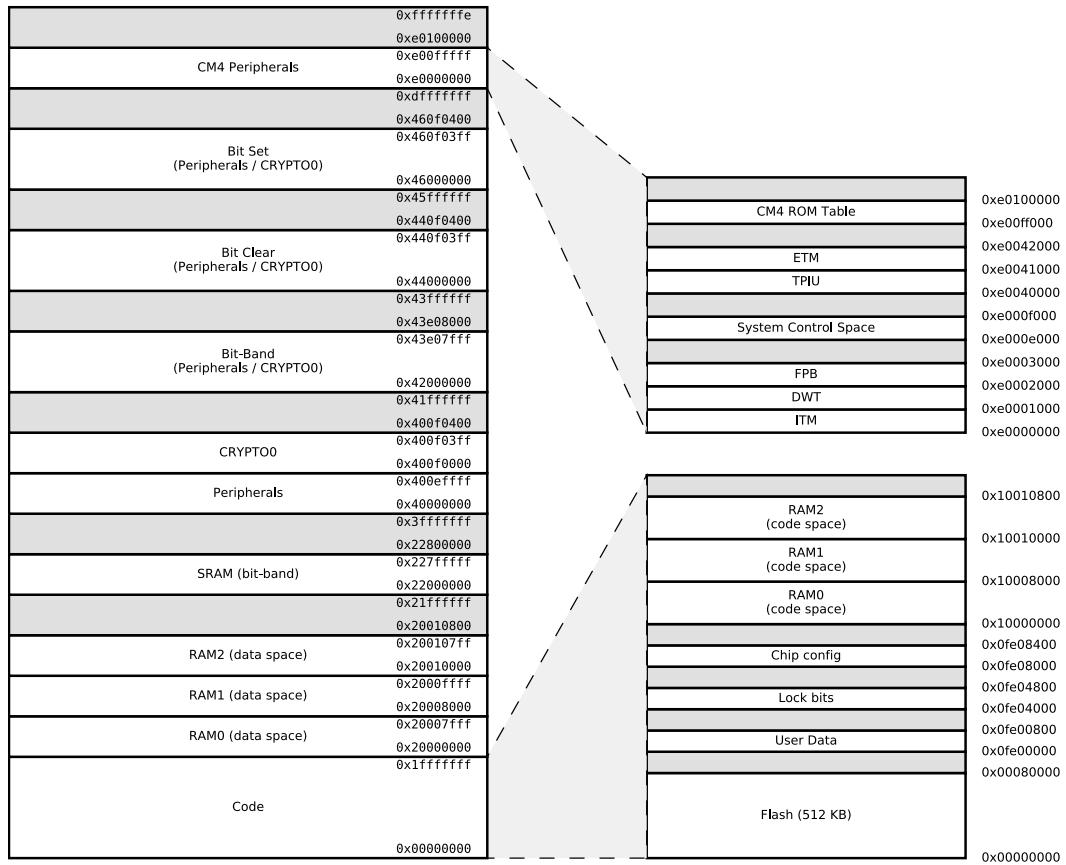 0xfffffffe
0xe0100000
CM4 Peripherals
0xe00fffff
0xe0000000
0xdfffffff
0x460f0400
0x460f03ff
Bit Set
(Peripherals / CRYPTO0)
0x46000000
0x45ffffff
0x440f0400
0x440f03ff
Bit Clear
(Peripherals / CRYPTO0)
0x44000000
0x43ffffff
0x43e08000
0x43e07fff
Bit-Band
(Peripherals / CRYPTO0)
0x42000000
0x41ffffff
0x400f0400
0x400f03ff
CRYPTO0
0x400f0000
0x400effff
Peripherals
0x40000000
0x3fffffff
0x22800000
0x227fffff
SRAM (bit-band)
0x22000000
0x21ffffff
0x20010800
0x200107ff
RAM2 (data space)
0x20010000
0x2000ffff
RAM1 (data space)
0x20008000
0x20007fff
RAM0 (data space)
0x20000000
0x1fffffff
Code
0x00000000
0xe0100000
CM4 ROM Table
0xe00ff000
0xe0042000
ETM
0xe0041000
TPIU
0xe0040000
0xe000f000
System Control Space
0xe000e000
0xe0003000
FPB
0xe0002000
DWT
0xe0001000
ITM
0xe0000000
0x10010800
RAM2
(code space)
0x10010000
RAM1
(code space)
0x10008000
RAM0
(code space)
0x10000000
0x0fe08400
Chip config
0x0fe08000
0x0fe04800
Lock bits
0x0fe04000
0x0fe00800
User Data
0x0fe00000
0x00080000
Flash (512 KB)
0x00000000